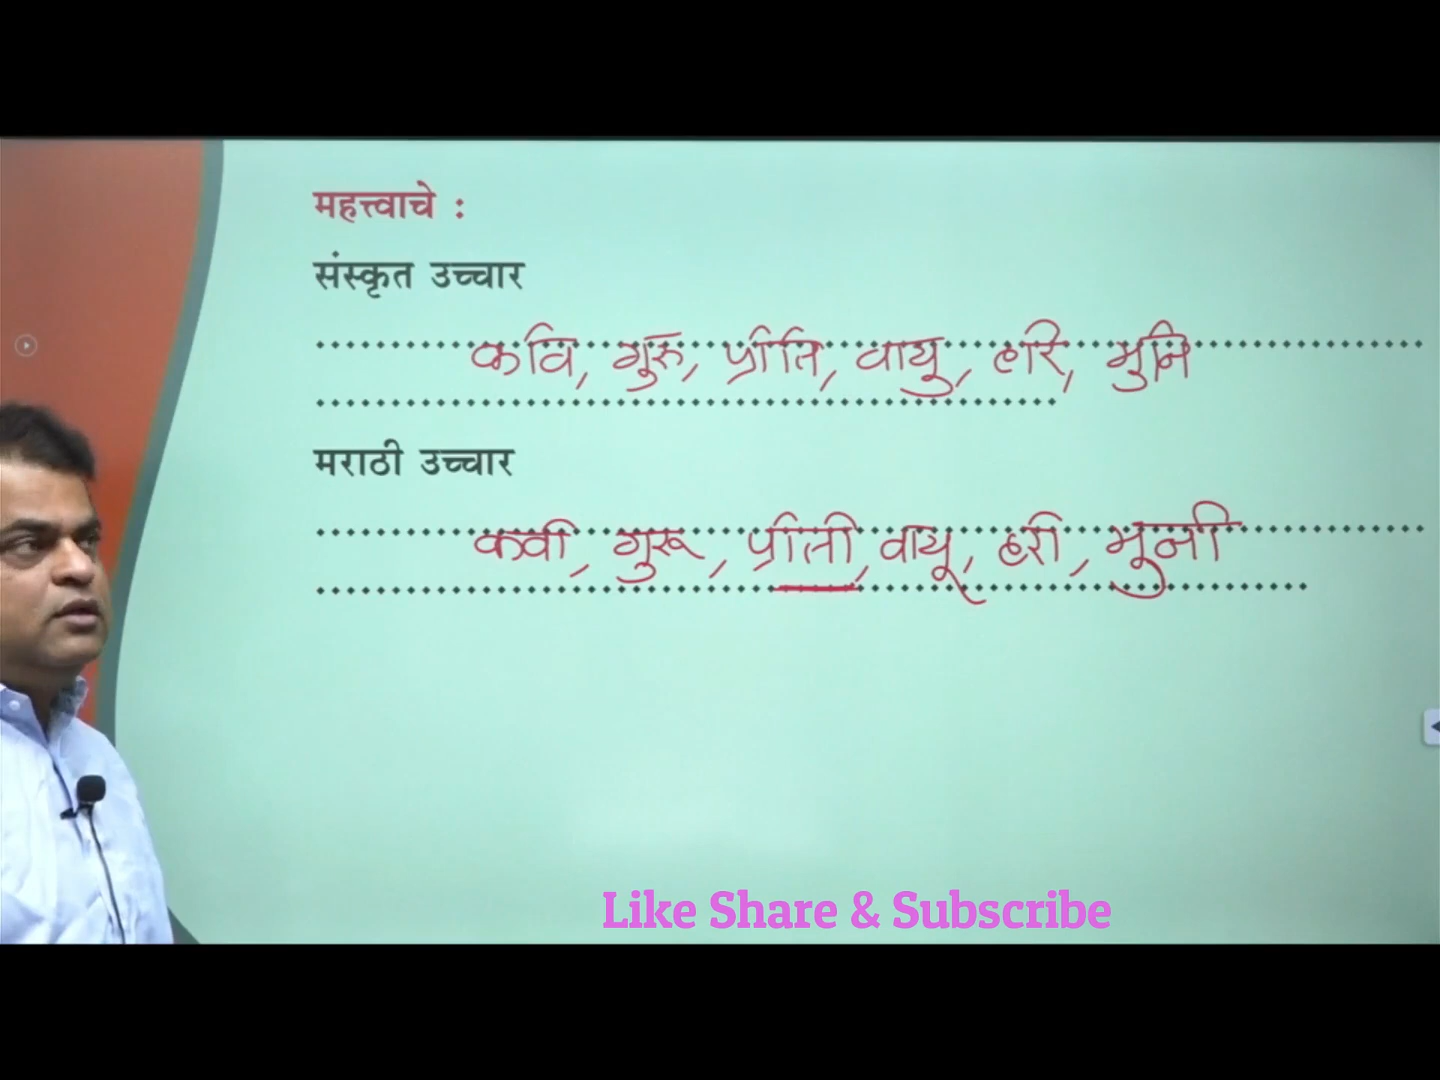 महत्त्वाचे :
संस्कृत उच्चार
कवि, गुरु, प्रीति, वायु, हरि, मुनि
मराठी उच्चार
कवी, गुरू, प्रीती, वायू, हरी, मुनी
Like Share & Subscribe